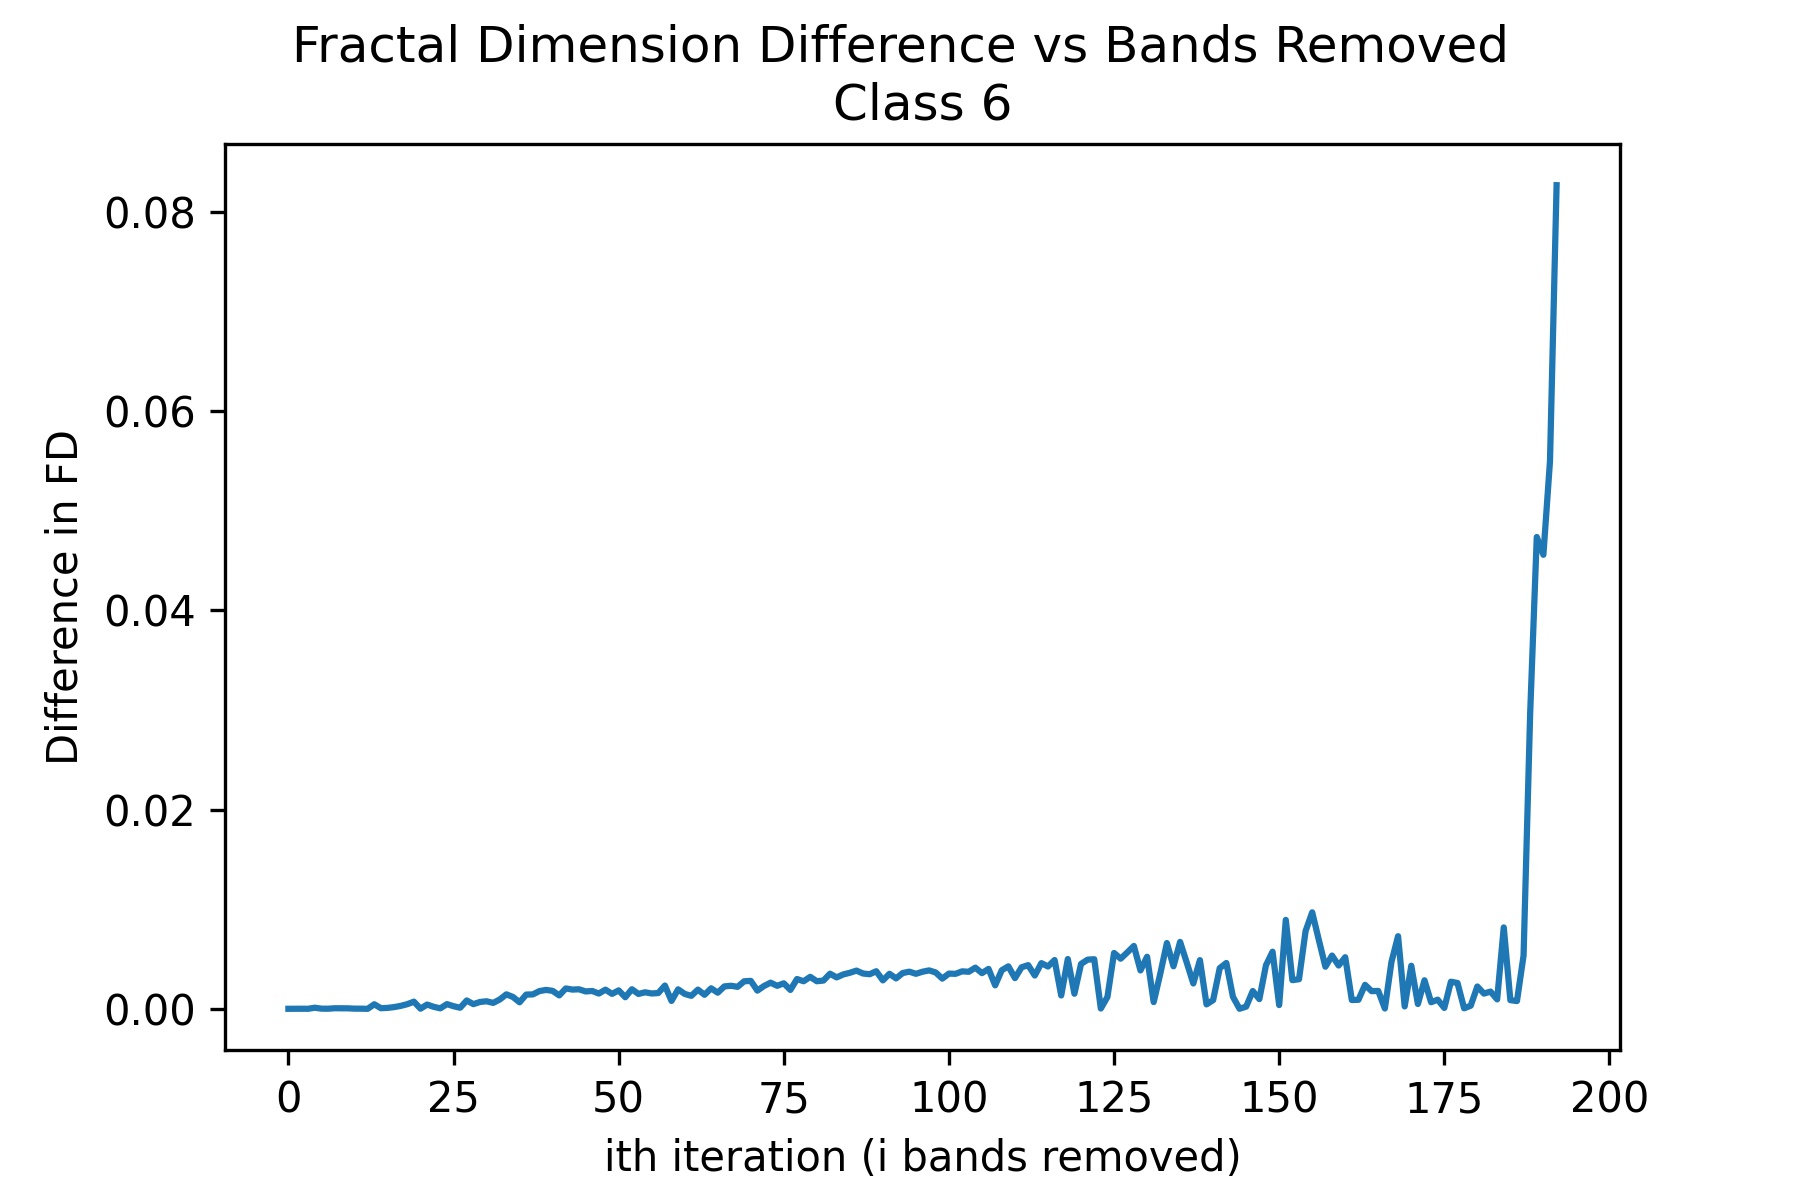 Fractal Dimension Difference vs Bands Removed
Class 6
0.08
0.06
0.04
0.02
0.00
Difference in FD
0 25 50 75 100 125 150 175 200
ith iteration (i bands removed)